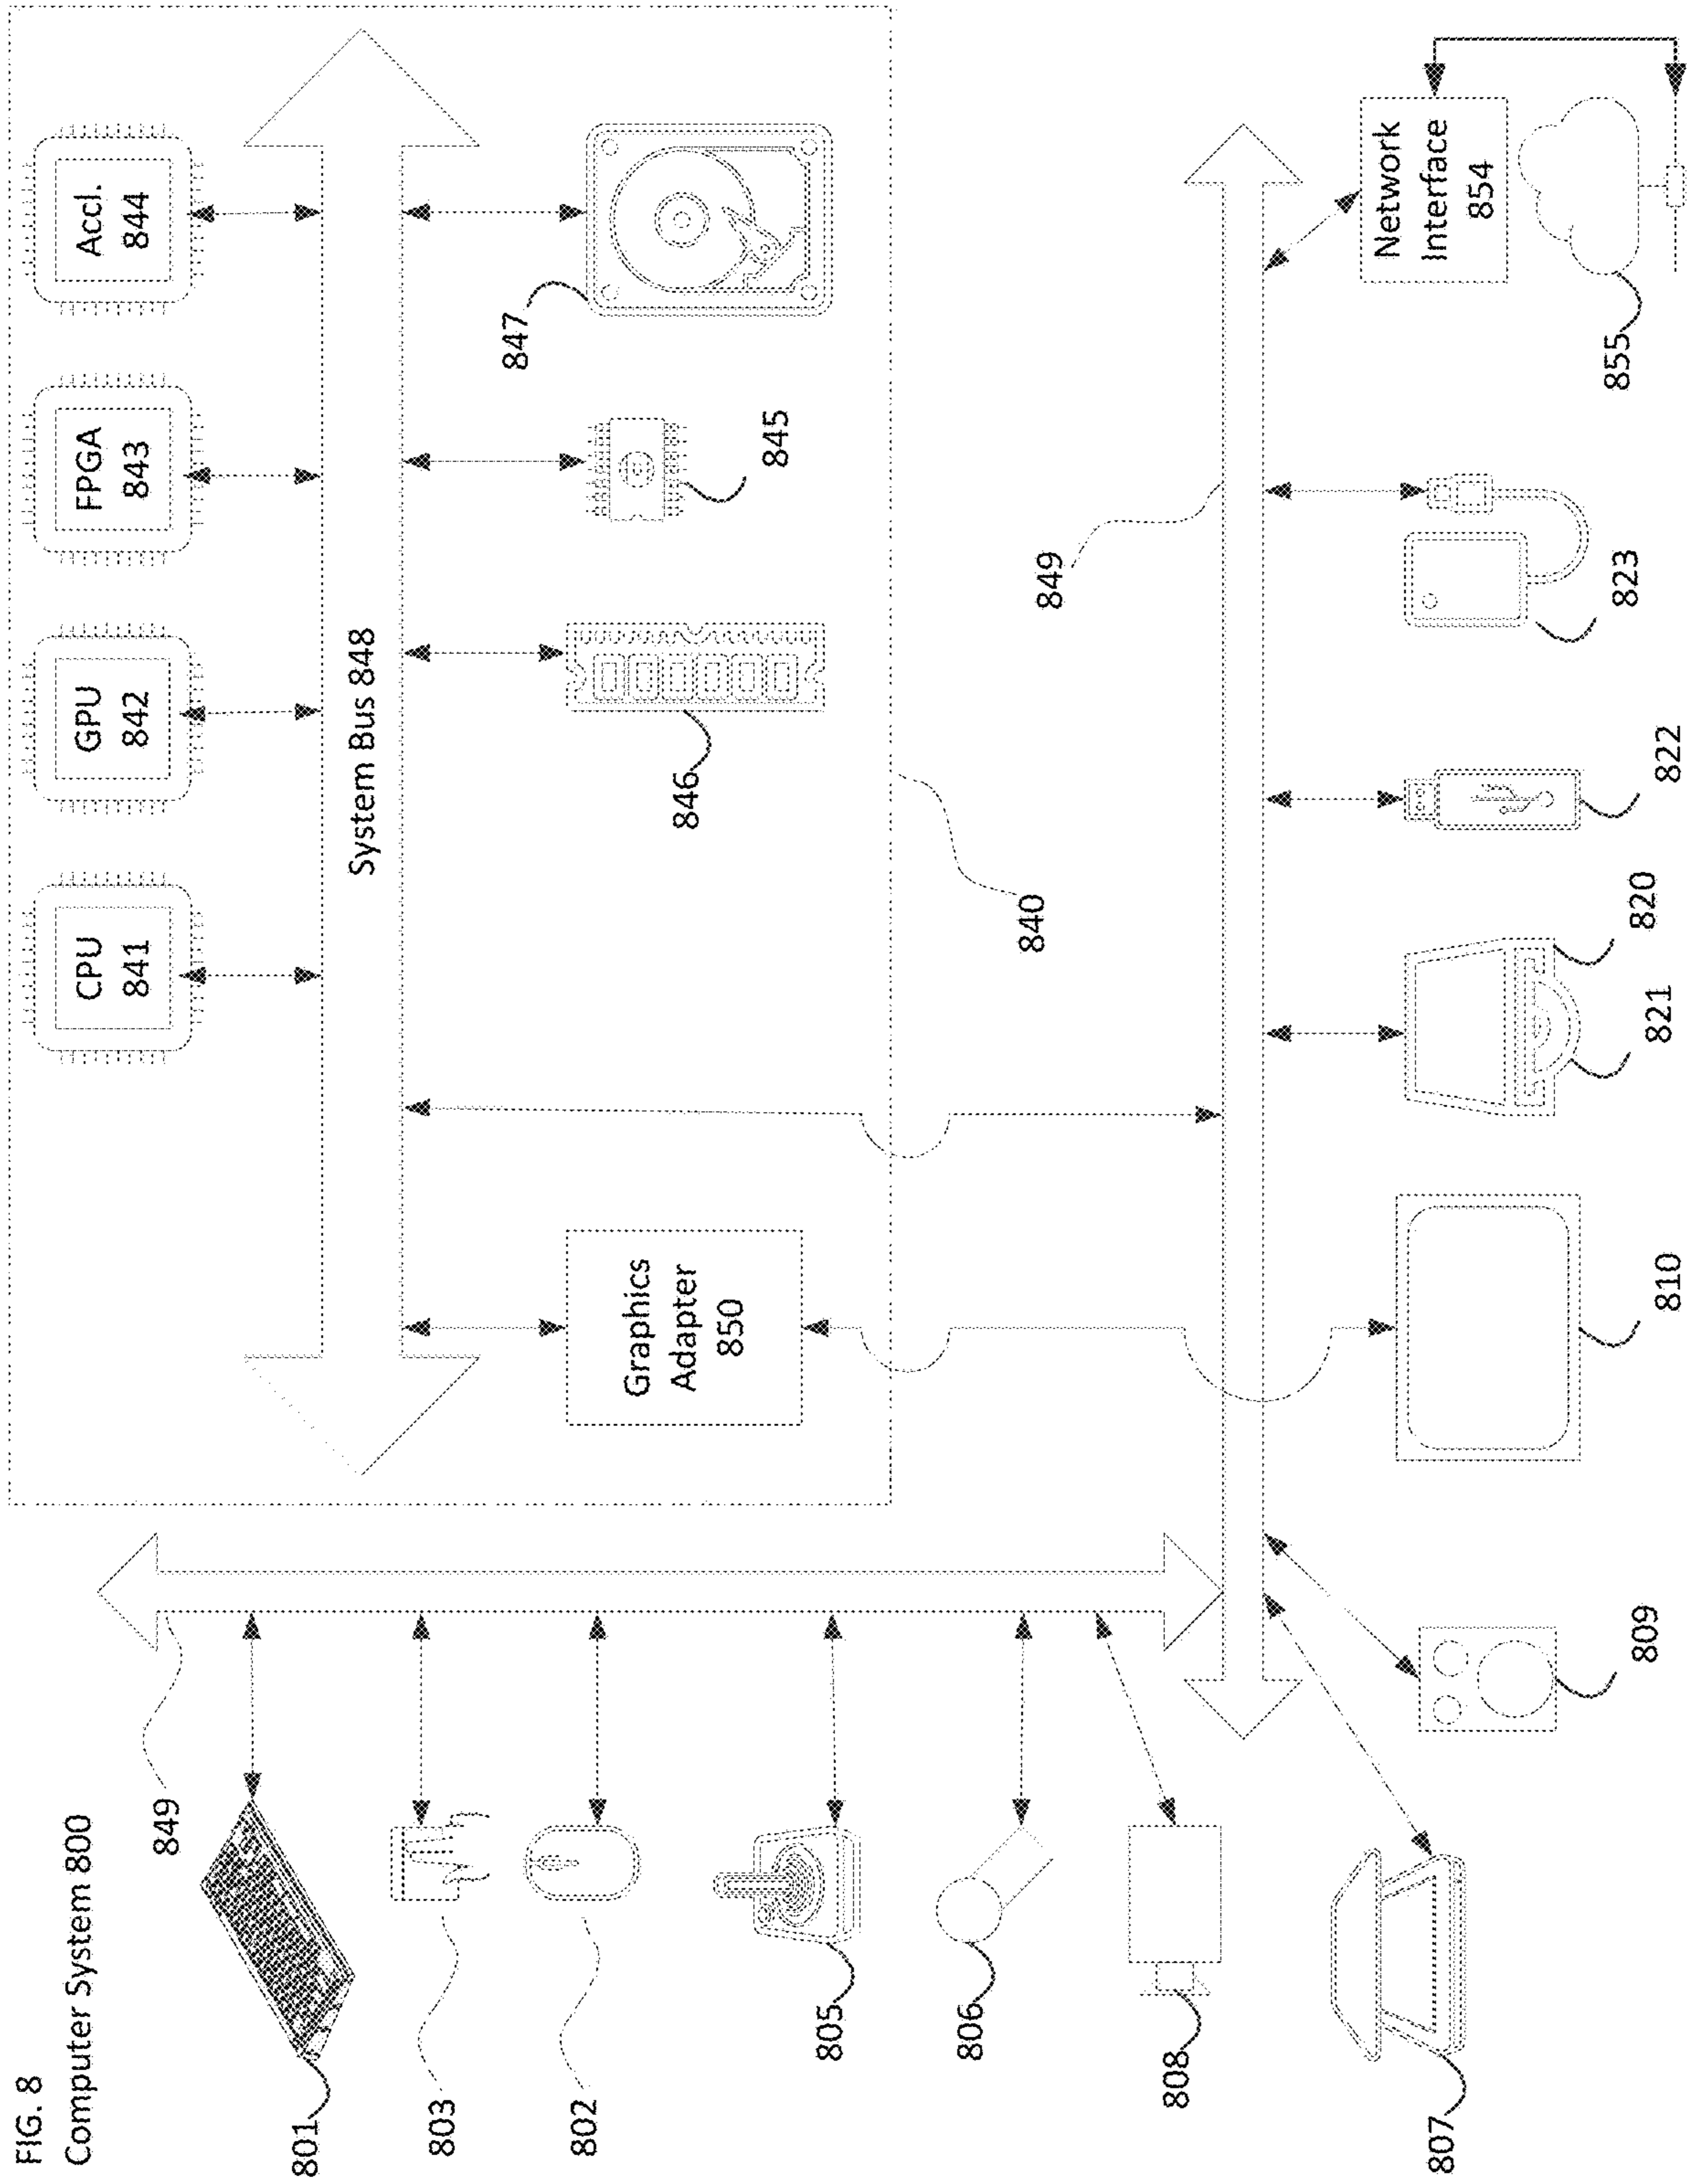 FIG. 8
Computer System 800
849
801
803
802
805
806
808
807
CPU
841
GPU
842
FPGA
843
Accl.
844
System Bus 848
Graphics
Adapter
850
846
845
847
840
849
809
810
821
820
822
823
Network
Interface
854
855